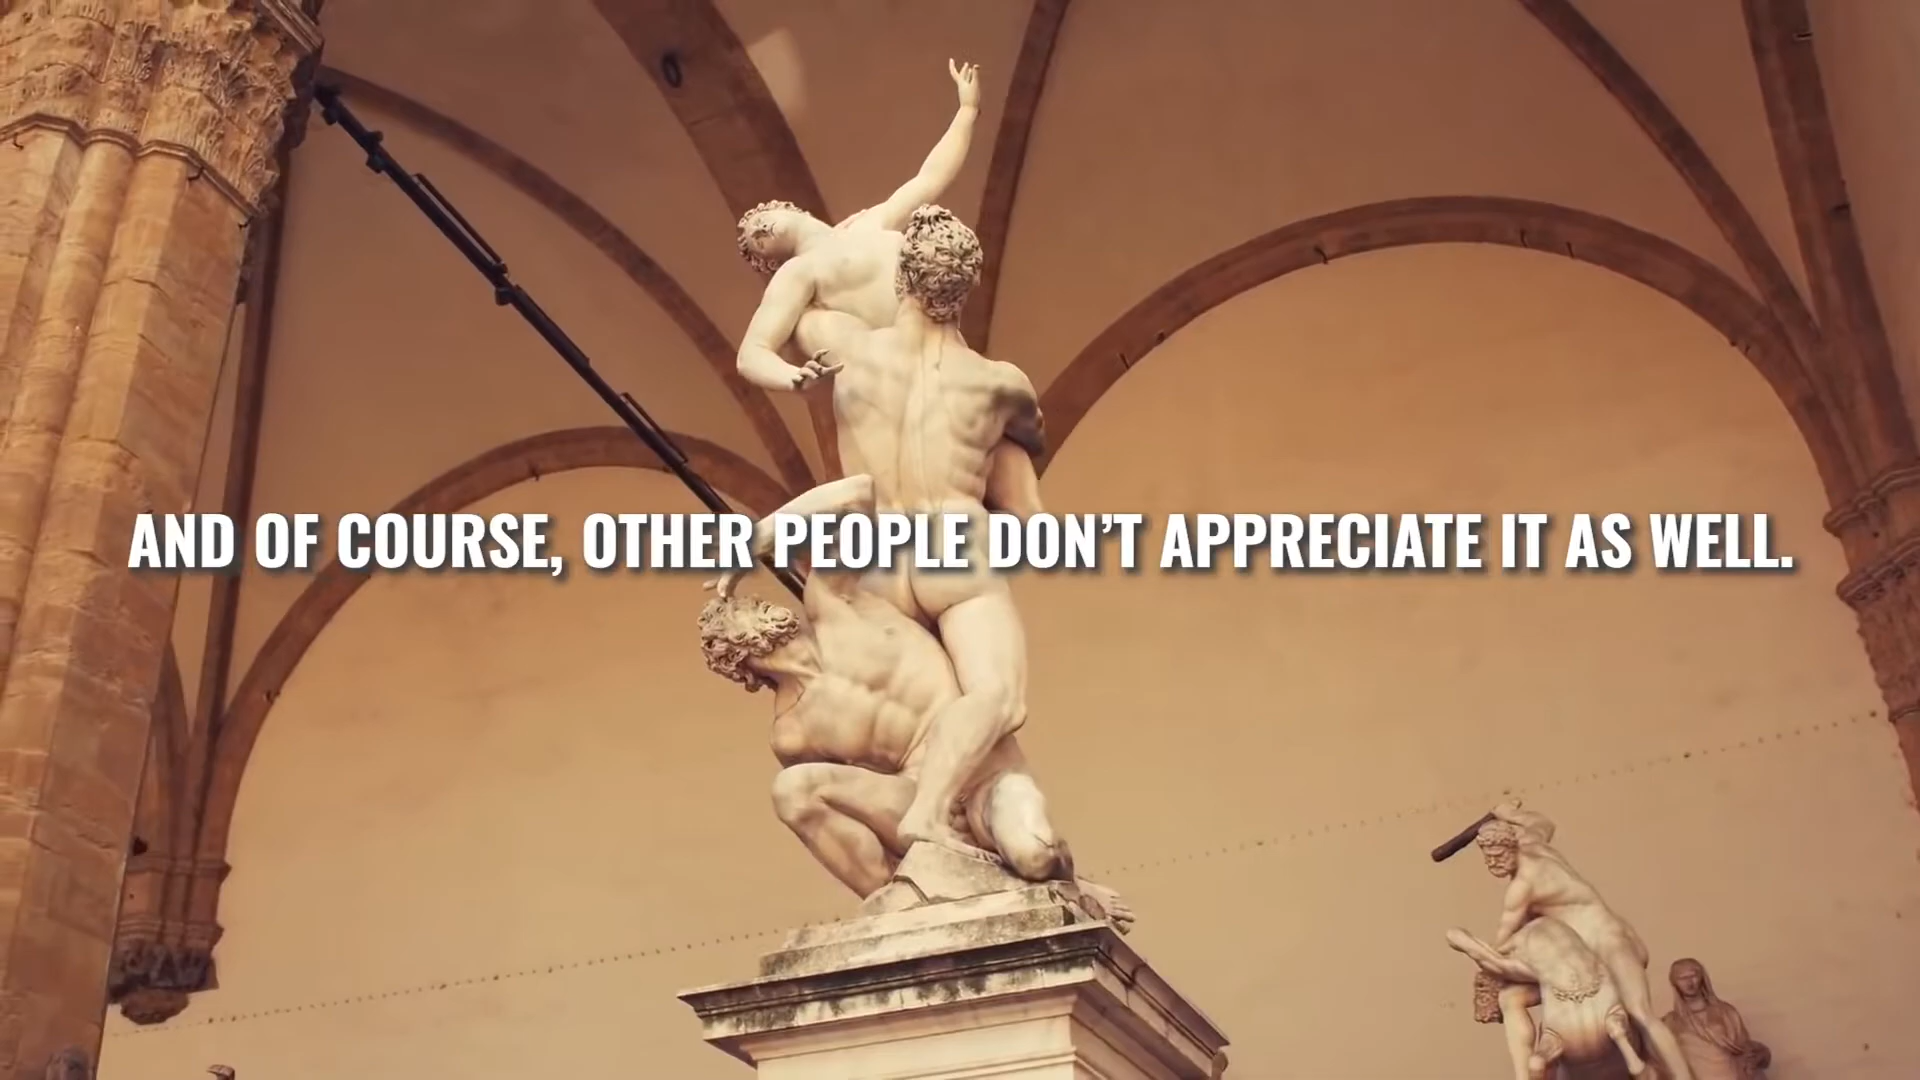 AND OF COURSE, OTHER PEOPLE DON’T APPRECIATE IT AS WELL.